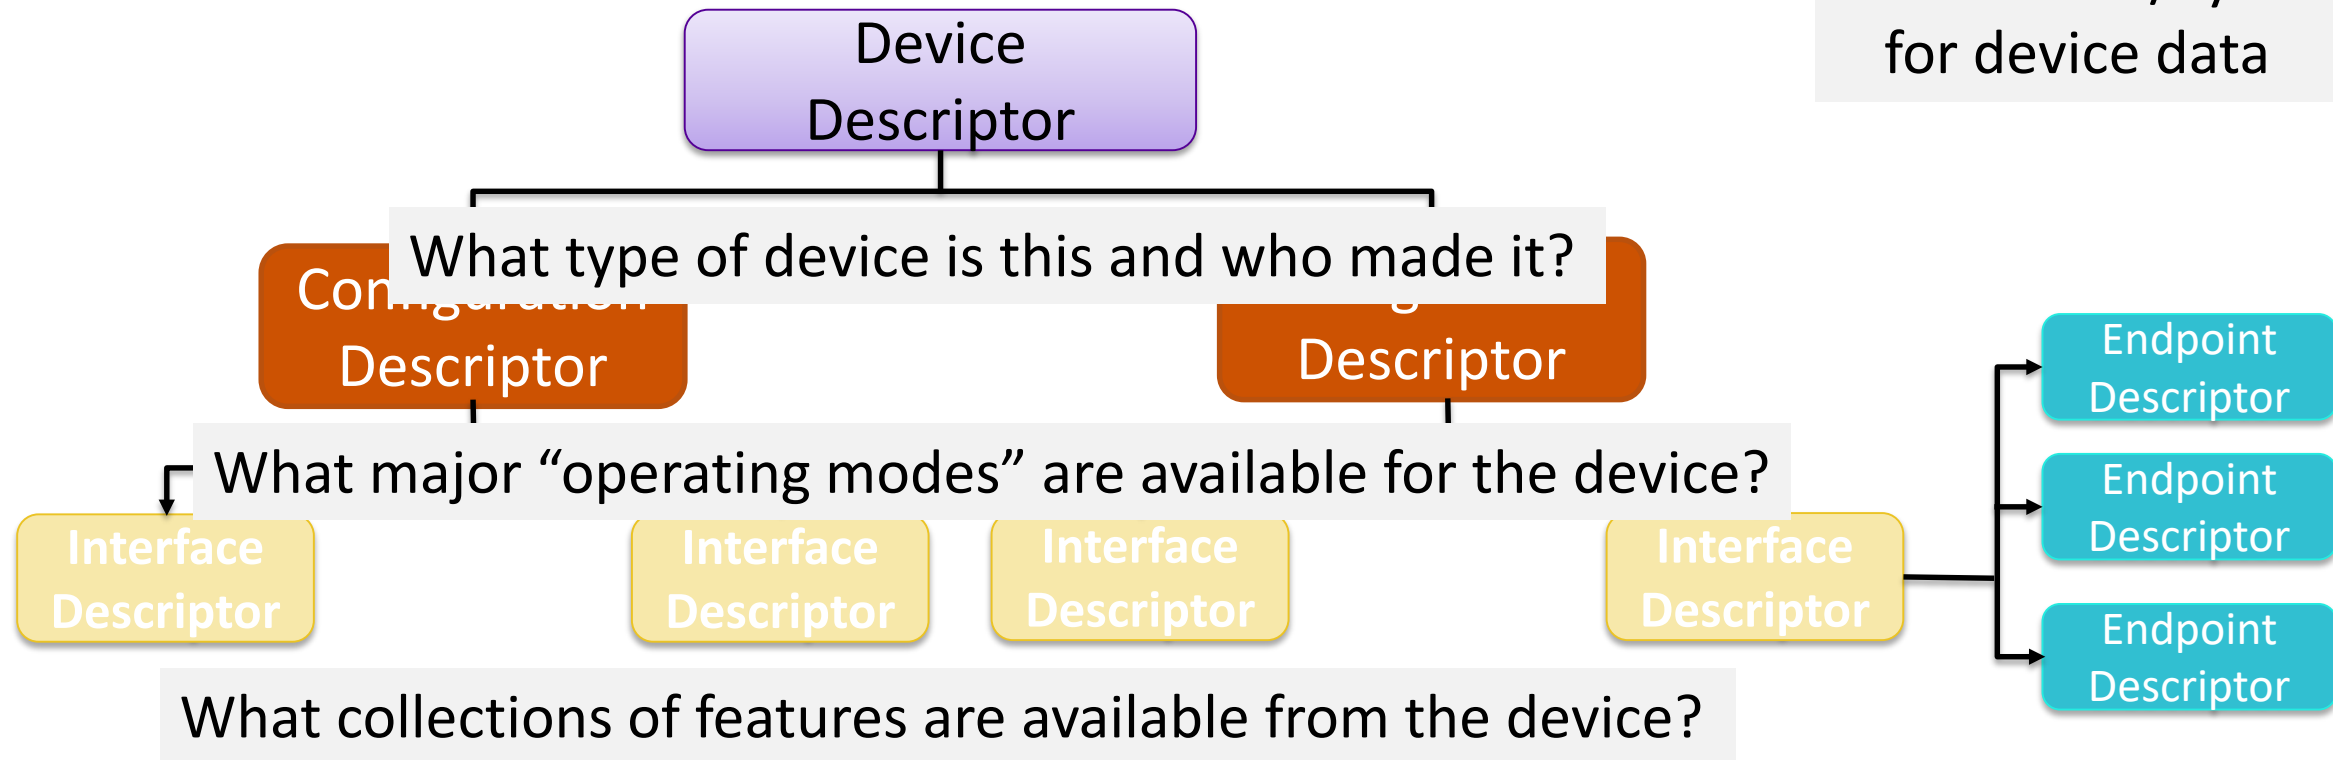 Device
Descriptor
for device data
What type of device is this and who made it?
Configuration
Descriptor
Descriptor
Endpoint
Descriptor
What major “operating modes” are available for the device?
Endpoint
Descriptor
Interface
Descriptor
Interface
Descriptor
Interface
Descriptor
Interface
Descriptor
Endpoint
Descriptor
What collections of features are available from the device?